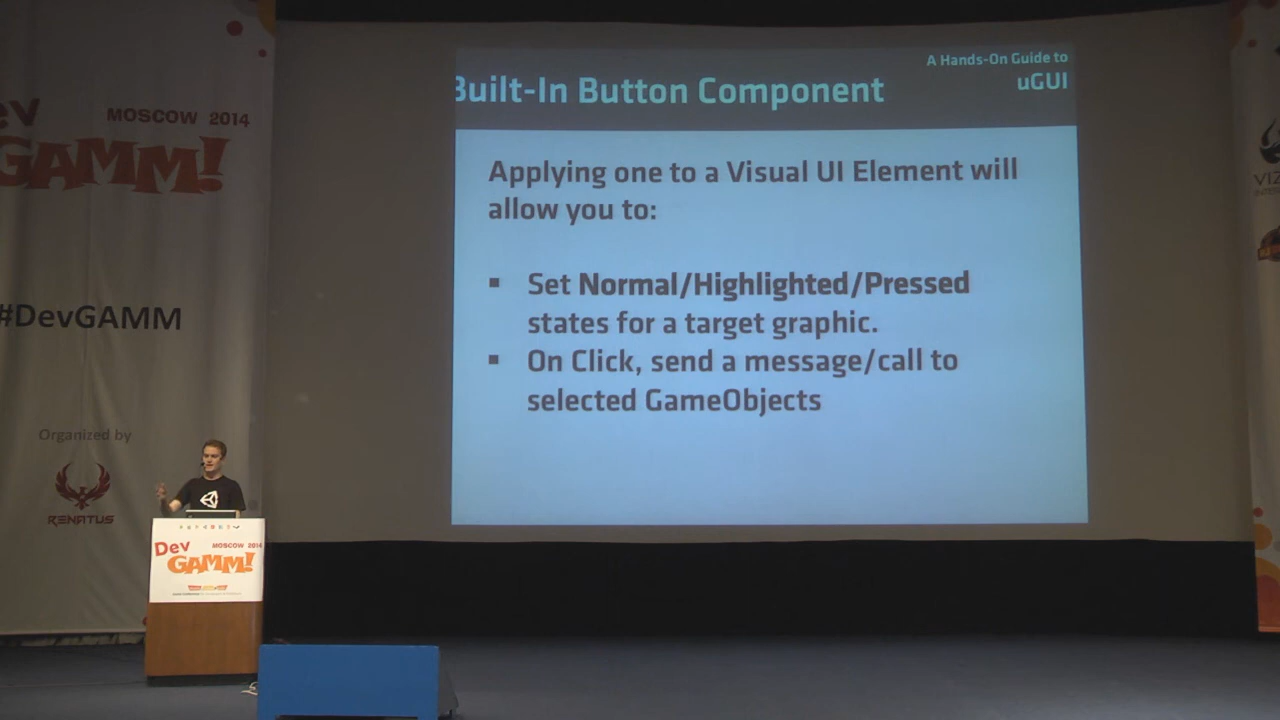 ev
MOSCOW 2014
GAMM!
#DevGAMM
Organized by
RENATUS
A Hands-On Guide to
uGUI
Built-In Button Component
Applying one to a Visual UI Element will
allow you to:
▪ Set Normal/Highlighted/Pressed
states for a target graphic.
▪ On Click, send a message/call to
selected GameObjects
Dev
MOSCOW 2014
GAMM!
VIZ